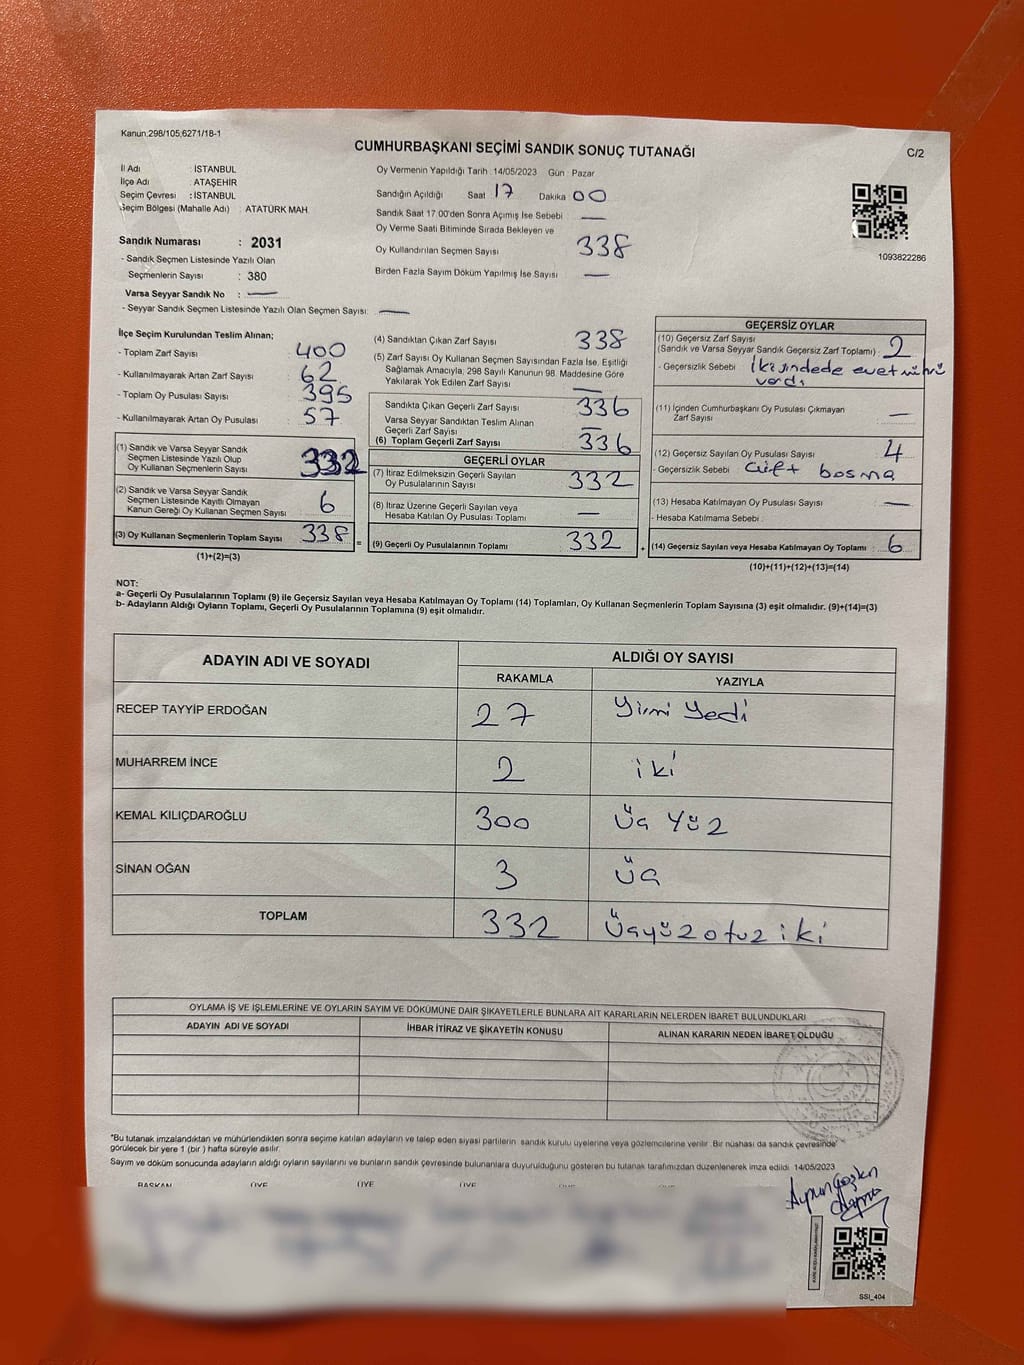 Kanun,298/105,6271/18-1
CUMHURBAŞKANI SEÇİMİ SANDIK SONUÇ TUTANAĞI
C/2
İl Adı : İSTANBUL
İlçe Adı : ATAŞEHİR
Seçim Çevresi : İSTANBUL
Seçim Bölgesi (Mahalle Adı) : ATATÜRK MAH.
Sandık Numarası : 2031
- Sandık Seçmen Listesinde Yazılı Olan
Seçmenlerin Sayısı : 380
Varsa Seyyar Sandık No : —
- Seyyar Sandık Seçmen Listesinde Yazılı Olan Seçmen Sayısı: —
Oy Vermenin Yapıldığı Tarih : 14/05/2023 Gün : Pazar
Sandığın Açıldığı Saat 17 Dakika 00
Sandık Saat 17.00'den Sonra Açılmış İse Sebebi —
Oy Verme Saati Bitiminde Sırada Bekleyen ve
Oy Kullandırılan Seçmen Sayısı 338
Birden Fazla Sayım Döküm Yapılmış İse Sayısı —
1093822286
İlçe Seçim Kurulundan Teslim Alınan;
- Toplam Zarf Sayısı : 400
- Kullanılmayarak Artan Zarf Sayısı : 62
- Toplam Oy Pusulası Sayısı : 395
- Kullanılmayarak Artan Oy Pusulası : 57
(1) Sandık ve Varsa Seyyar Sandık
Seçmen Listesinde Yazılı Olup
Oy Kullanan Seçmenlerin Sayısı : 332
(2) Sandık ve Varsa Seyyar Sandık
Seçmen Listesinde Kayıtlı Olmayan
Kanun Gereği Oy Kullanan Seçmen Sayısı : 6
(3) Oy Kullanan Seçmenlerin Toplam Sayısı : 338
(1)+(2)=(3)
(4) Sandıktan Çıkan Zarf Sayısı 338
(5) Zarf Sayısı Oy Kullanan Seçmen Sayısından Fazla İse, Eşitliği
Sağlamak Amacıyla, 298 Sayılı Kanunun 98. Maddesine Göre
Yakılarak Yok Edilen Zarf Sayısı —
Sandıkta Çıkan Geçerli Zarf Sayısı 336
Varsa Seyyar Sandıktan Teslim Alınan
Geçerli Zarf Sayısı —
(6) Toplam Geçerli Zarf Sayısı 336
GEÇERLİ OYLAR
(7) İtiraz Edilmeksizin Geçerli Sayılan
Oy Pusulalarının Sayısı : 332
(8) İtiraz Üzerine Geçerli Sayılan veya
Hesaba Katılan Oy Pusulası Toplamı : —
(9) Geçerli Oy Pusulalarının Toplamı : 332
GEÇERSİZ OYLAR
(10) Geçersiz Zarf Sayısı
(Sandık ve Varsa Seyyar Sandık Geçersiz Zarf Toplamı) : 2
- Geçersizlik Sebebi : İkisindede evet mührü
vardı
(11) İçinden Cumhurbaşkanı Oy Pusulası Çıkmayan
Zarf Sayısı —
(12) Geçersiz Sayılan Oy Pusulası Sayısı : 4
- Geçersizlik Sebebi : Çift basma
(13) Hesaba Katılmayan Oy Pusulası Sayısı : —
- Hesaba Katılmama Sebebi :
(14) Geçersiz Sayılan veya Hesaba Katılmayan Oy Toplamı : 6
(10)+(11)+(12)+(13)=(14)
NOT:
a- Geçerli Oy Pusulalarının Toplamı (9) ile Geçersiz Sayılan veya Hesaba Katılmayan Oy Toplamı (14) Toplamları, Oy Kullanan Seçmenlerin Toplam Sayısına (3) eşit olmalıdır. (9)+(14)=(3)
b- Adayların Aldığı Oyların Toplamı, Geçerli Oy Pusulalarının Toplamına (9) eşit olmalıdır.
ADAYIN ADI VE SOYADI
ALDIĞI OY SAYISI
RAKAMLA YAZIYLA
RECEP TAYYİP ERDOĞAN 27 Yirmi Yedi
MUHARREM İNCE 2 iki
KEMAL KILIÇDAROĞLU 300 Üç Yüz
SİNAN OĞAN 3 üç
TOPLAM 332 Üçyüz otuz iki
OYLAMA İŞ VE İŞLEMLERİNE VE OYLARIN SAYIM VE DÖKÜMÜNE DAİR ŞİKAYETLERLE BUNLARA AİT KARARLARIN NELERDEN İBARET BULUNDUKLARI
ADAYIN ADI VE SOYADI İHBAR İTİRAZ VE ŞİKAYETİN KONUSU ALINAN KARARIN NEDEN İBARET OLDUĞU
"Bu tutanak imzalandıktan ve mühürlendikten sonra seçime katılan adayların ve talep eden siyasi partilerin sandık kurulu üyelerine veya gözlemcilerine verilir. Bir nüshası da sandık çevresinde
görülecek bir yere 1 (bir) hafta süreyle asılır.
Sayım ve döküm sonucunda adayların aldığı oyların sayılarını ve bunların sandık çevresinde bulunanlara duyurulduğunu gösteren bu tutanak tarafımızdan düzenlenerek imza edildi. 14/05/2023
BAŞKAN ÜYE ÜYE ÜYE
SSI_404